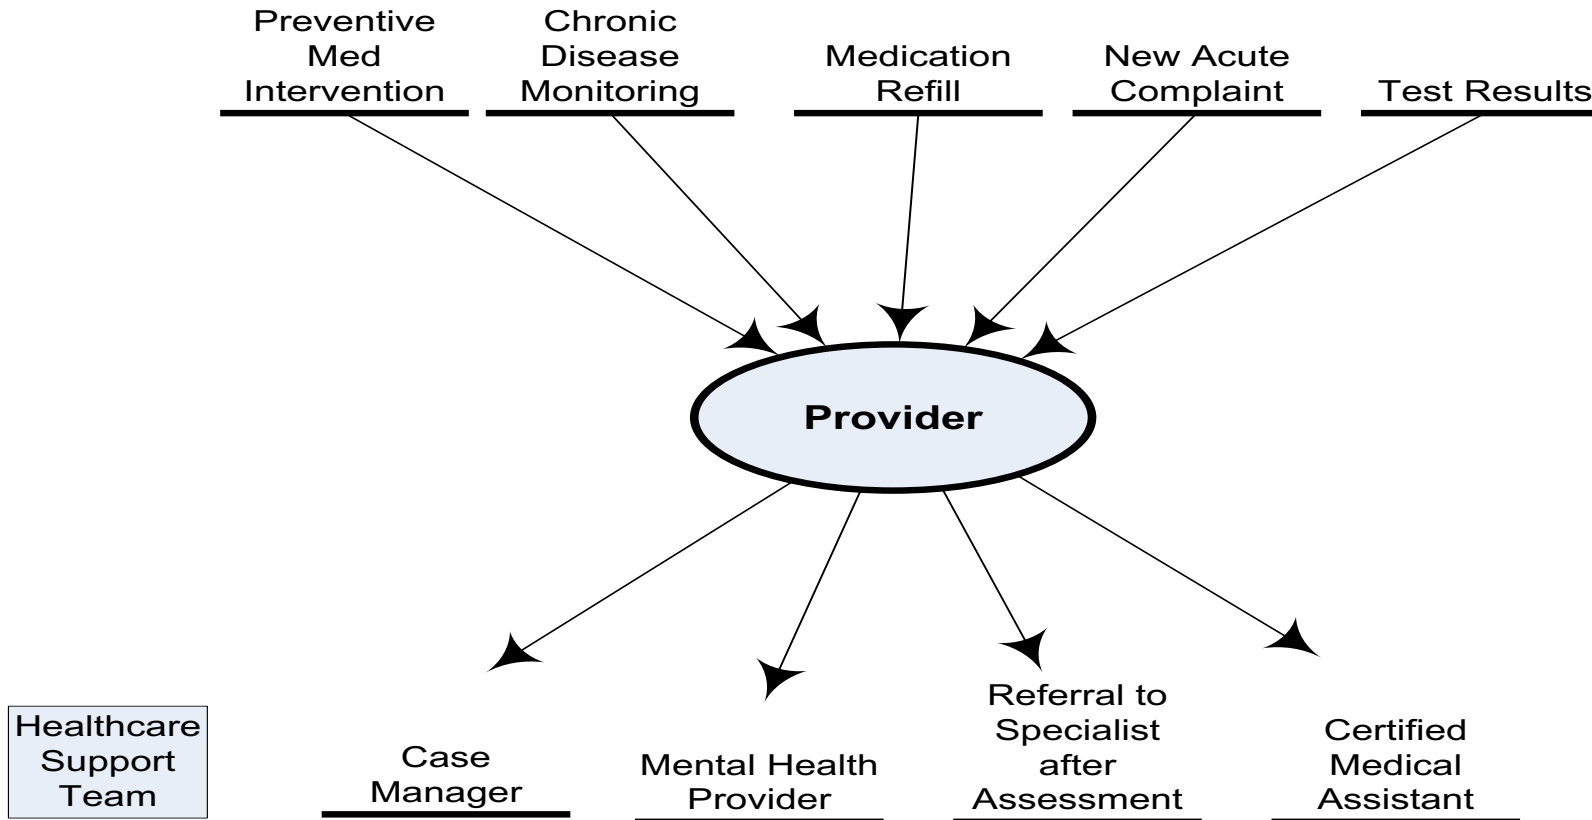 Preventive
Med
Intervention
Chronic
Disease
Monitoring
Medication
Refill
New Acute
Complaint
Test Results
Provider
Healthcare
Support
Team
Case
Manager
Mental Health
Provider
Referral to
Specialist
after
Assessment
Certified
Medical
Assistant